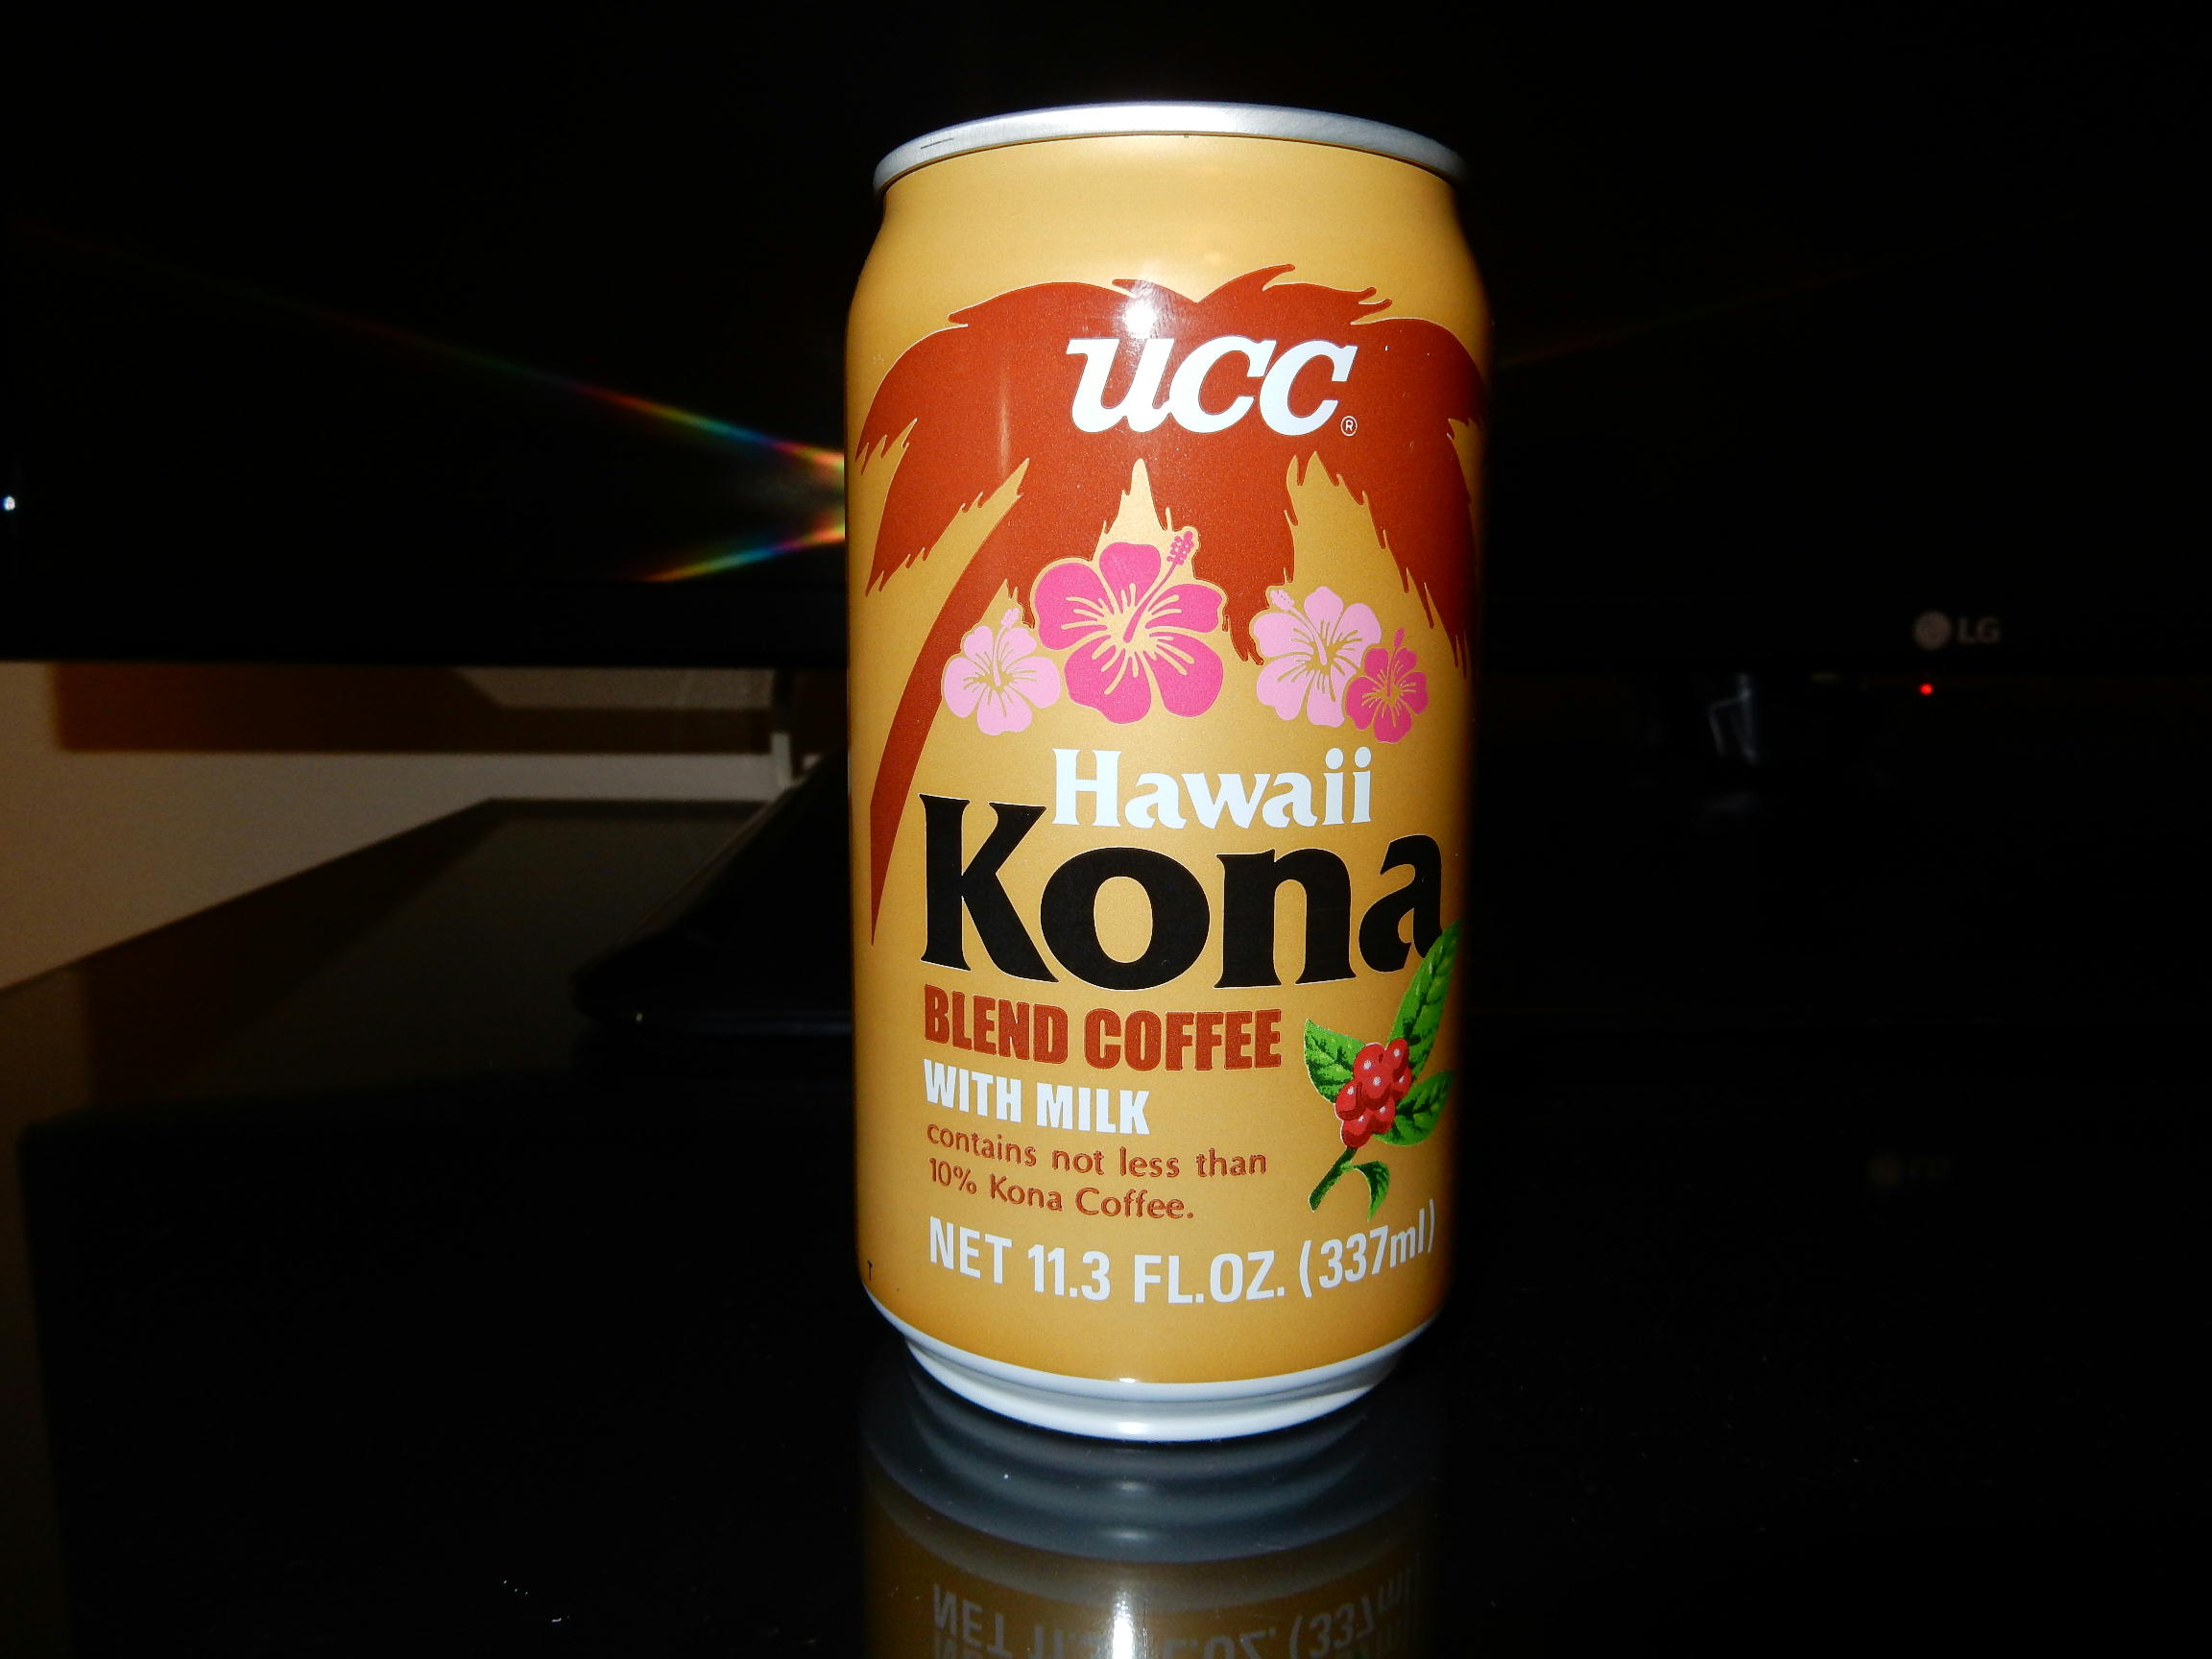 ucc®
Hawaii
Kona
BLEND COFFEE
WITH MILK
contains not less than
10% Kona Coffee.
NET 11.3 FL.OZ. (337ml)
LG